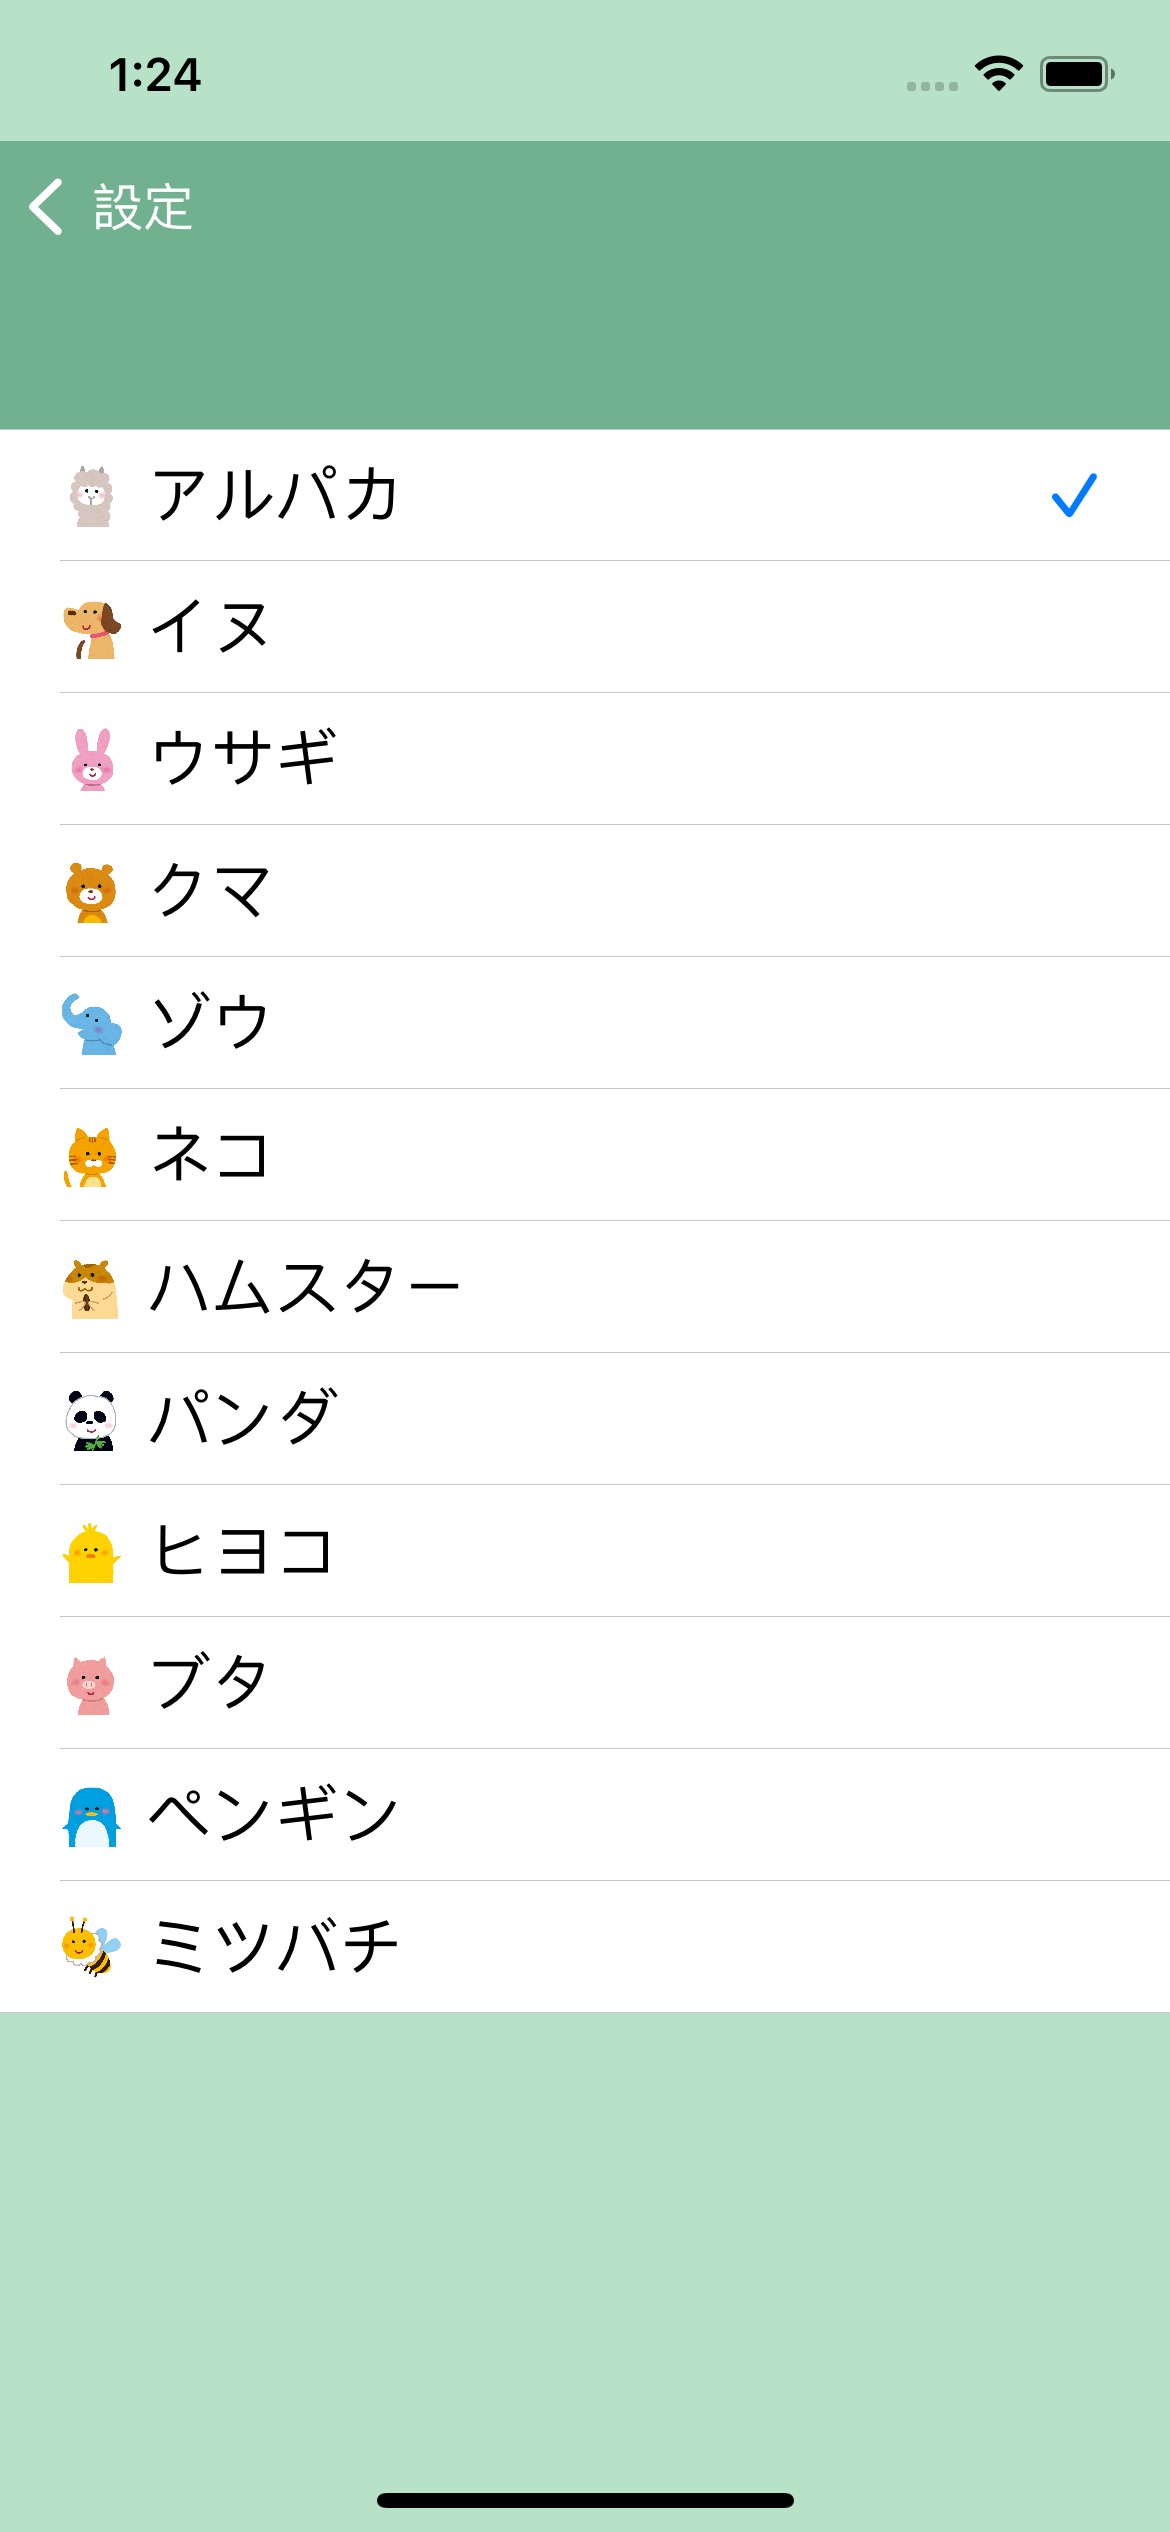 1:24
設定
アルパカ
イヌ
ウサギ
クマ
ゾウ
ネコ
ハムスター
パンダ
ヒヨコ
ブタ
ペンギン
ミツバチ